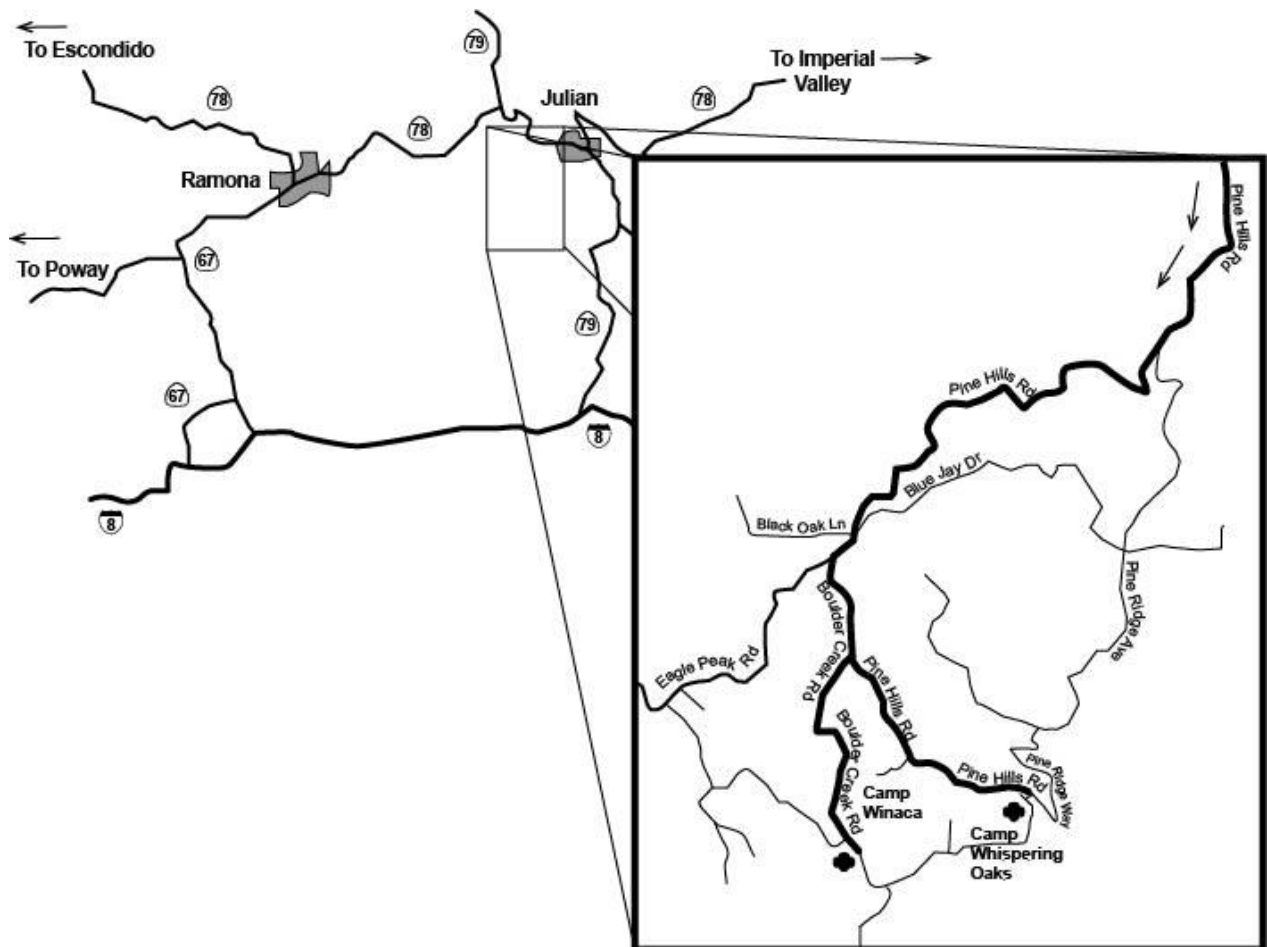 To Escondido
79
To Imperial
Valley
78
Julian
78
78
Ramona
Pine Hills
Rd
67
To Poway
79
67
8
8
Pine Hills Rd
Blue Jay Dr
Black Oak Ln
Pine Ridge Ave
Boulder Creek Rd
Eagle Peak Rd
Pine Hills Rd
Boulder Creek Rd
Pine Hills Rd
Pine Ridge Way
Camp
Winaca
Camp
Whispering
Oaks